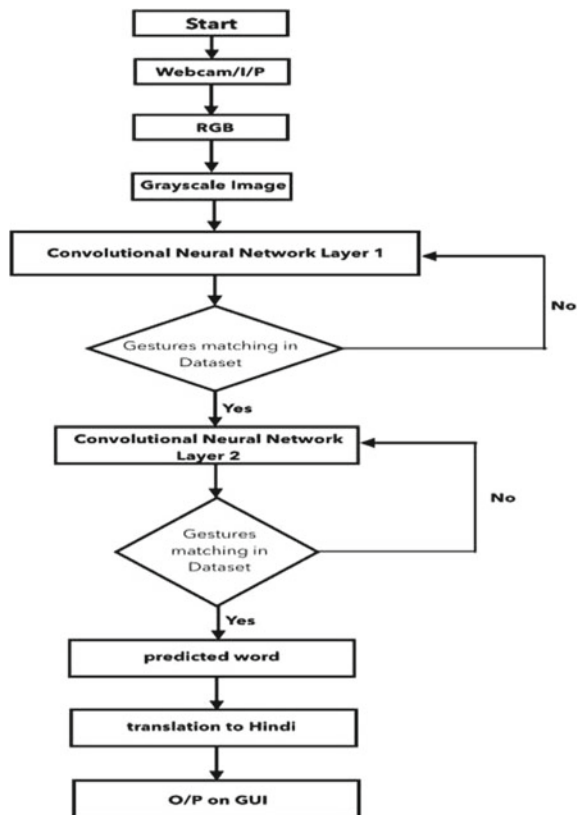 Start
Webcam/I/P
RGB
Grayscale Image
Convolutional Neural Network Layer 1
No
Gestures matching in
Dataset
Yes
Convolutional Neural Network
Layer 2
No
Gestures
matching in
Dataset
Yes
predicted word
translation to Hindi
O/P on GUI